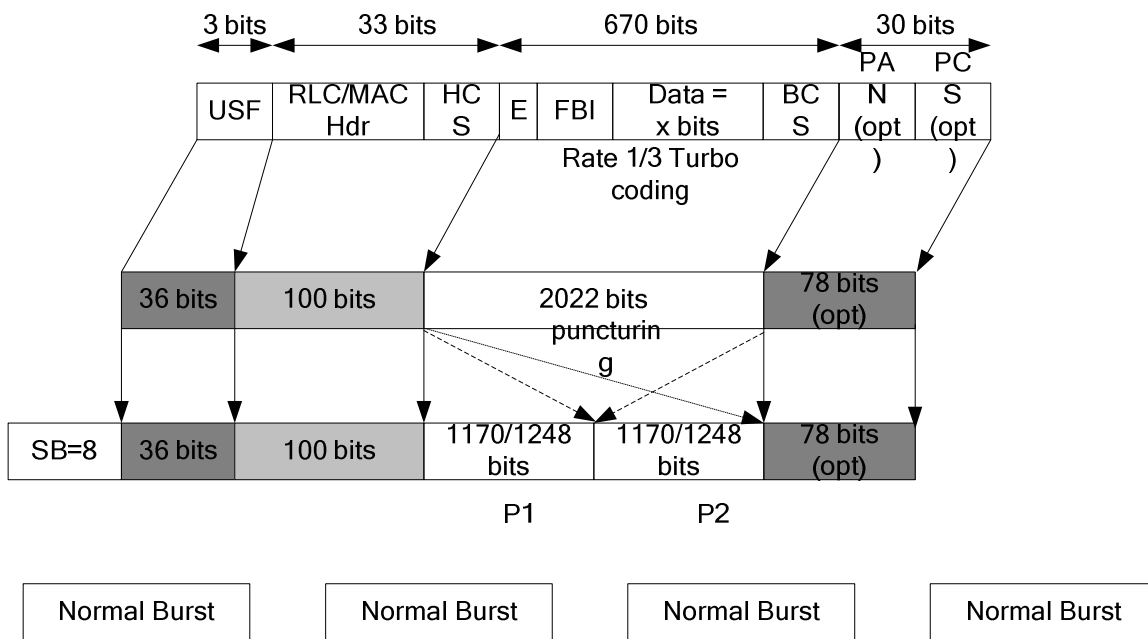 3 bits
33 bits
670 bits
30 bits
USF
RLC/MAC
Hdr
HC
S
E
FBI
Data =
x bits
BC
S
PA
N
(opt
)
PC
S
(opt
)
Rate 1/3 Turbo
coding
36 bits
100 bits
2022 bits
78 bits
(opt)
puncturin
g
SB=8
36 bits
100 bits
1170/1248
bits
1170/1248
bits
78 bits
(opt)
P1
P2
Normal Burst
Normal Burst
Normal Burst
Normal Burst